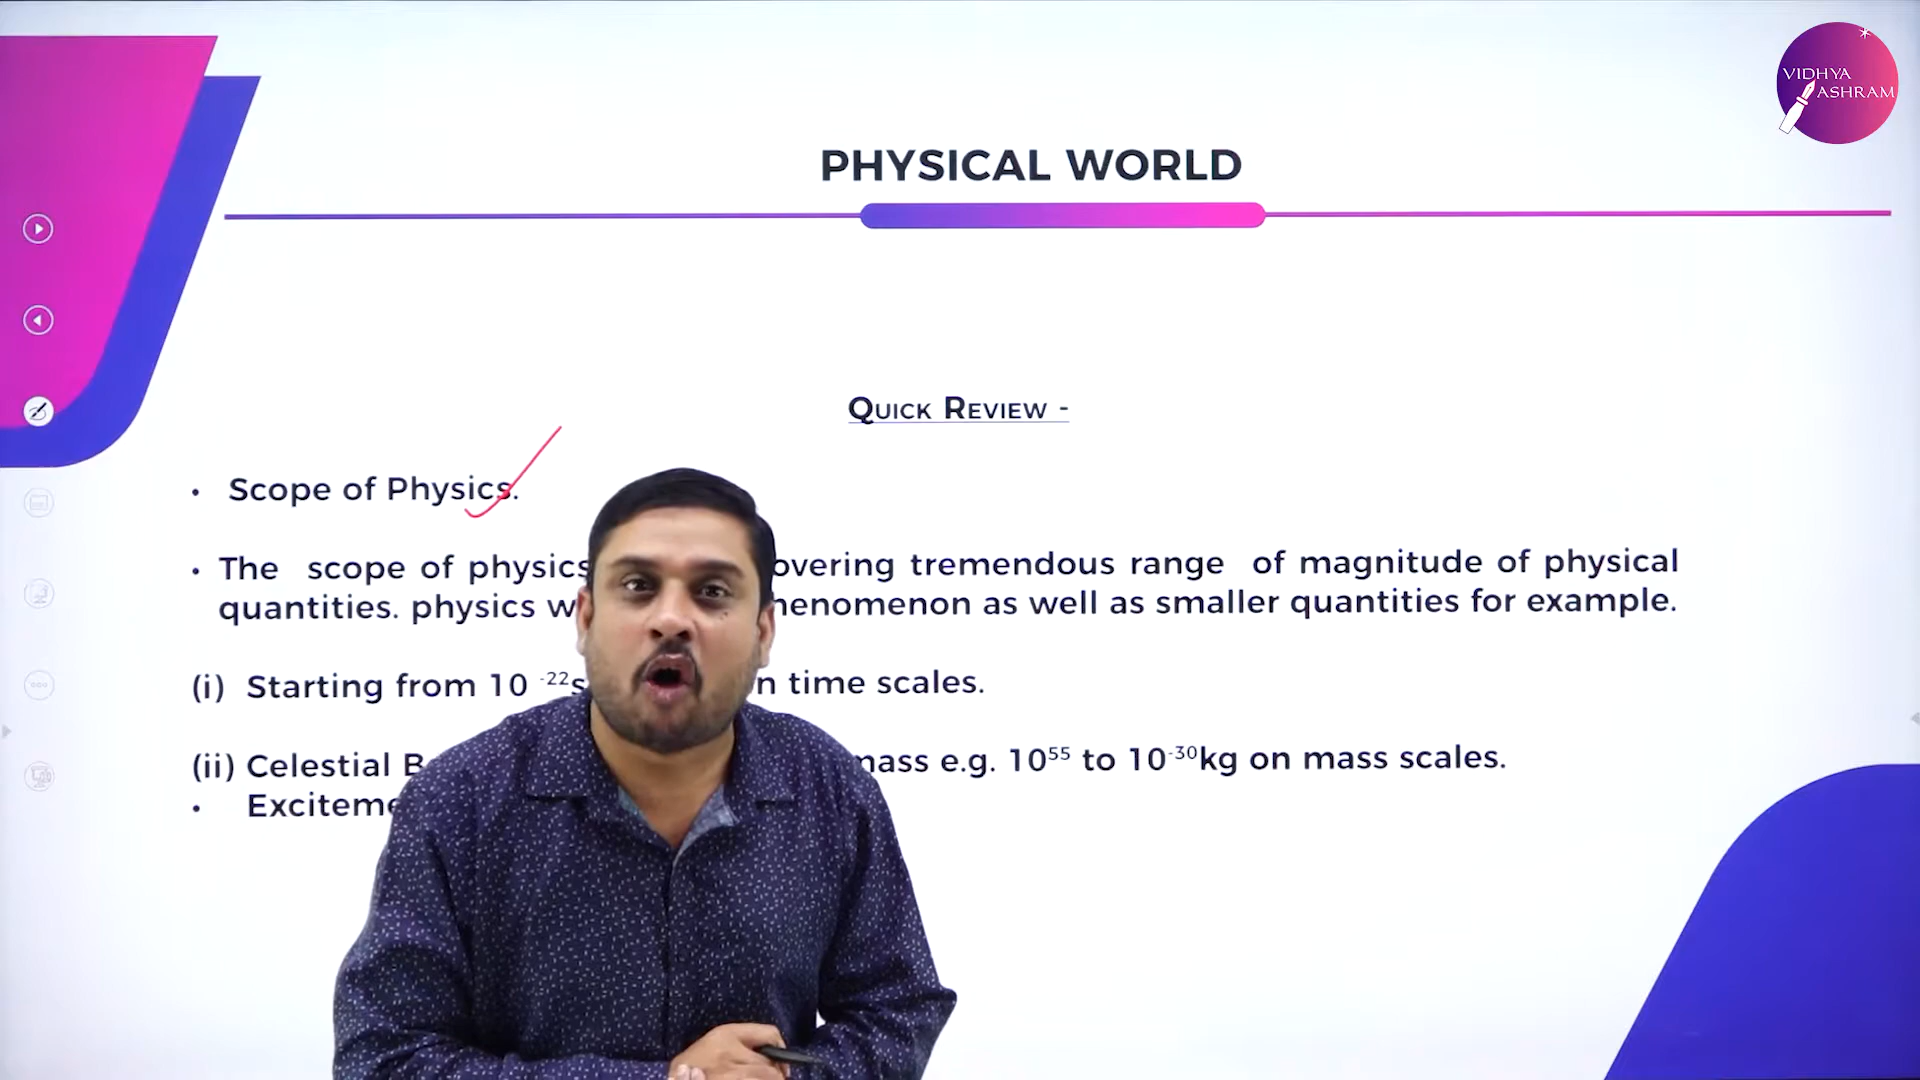 VIDHYA
ASHRAM
PHYSICAL WORLD
QUICK REVIEW -
• Scope of Physics.
• The scope of physics overing tremendous range of magnitude of physical
quantities. physics w henomenon as well as smaller quantities for example.
(i) Starting from 10 -22s n time scales.
(ii) Celestial B mass e.g. 10⁵⁵ to 10⁻³⁰kg on mass scales.
• Exciteme